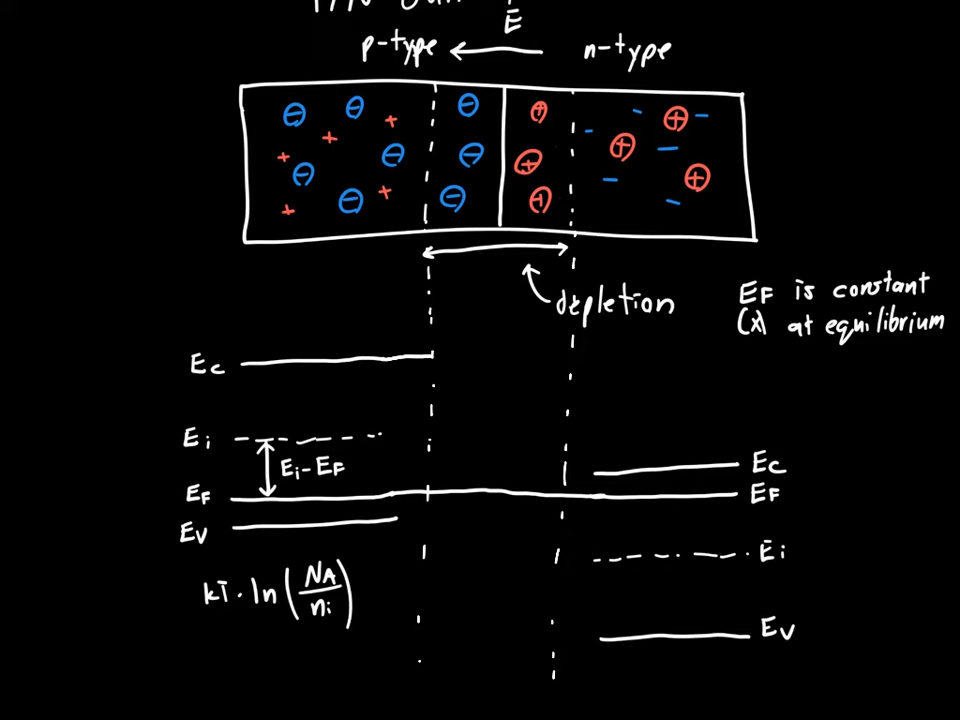 E
p-type
n-type
depletion
EF is constant
(x) at equilibrium
Ec
Ei
Ei-EF
EF
Ev
kT · ln(NA/ni)
Ec
EF
Ei
Ev